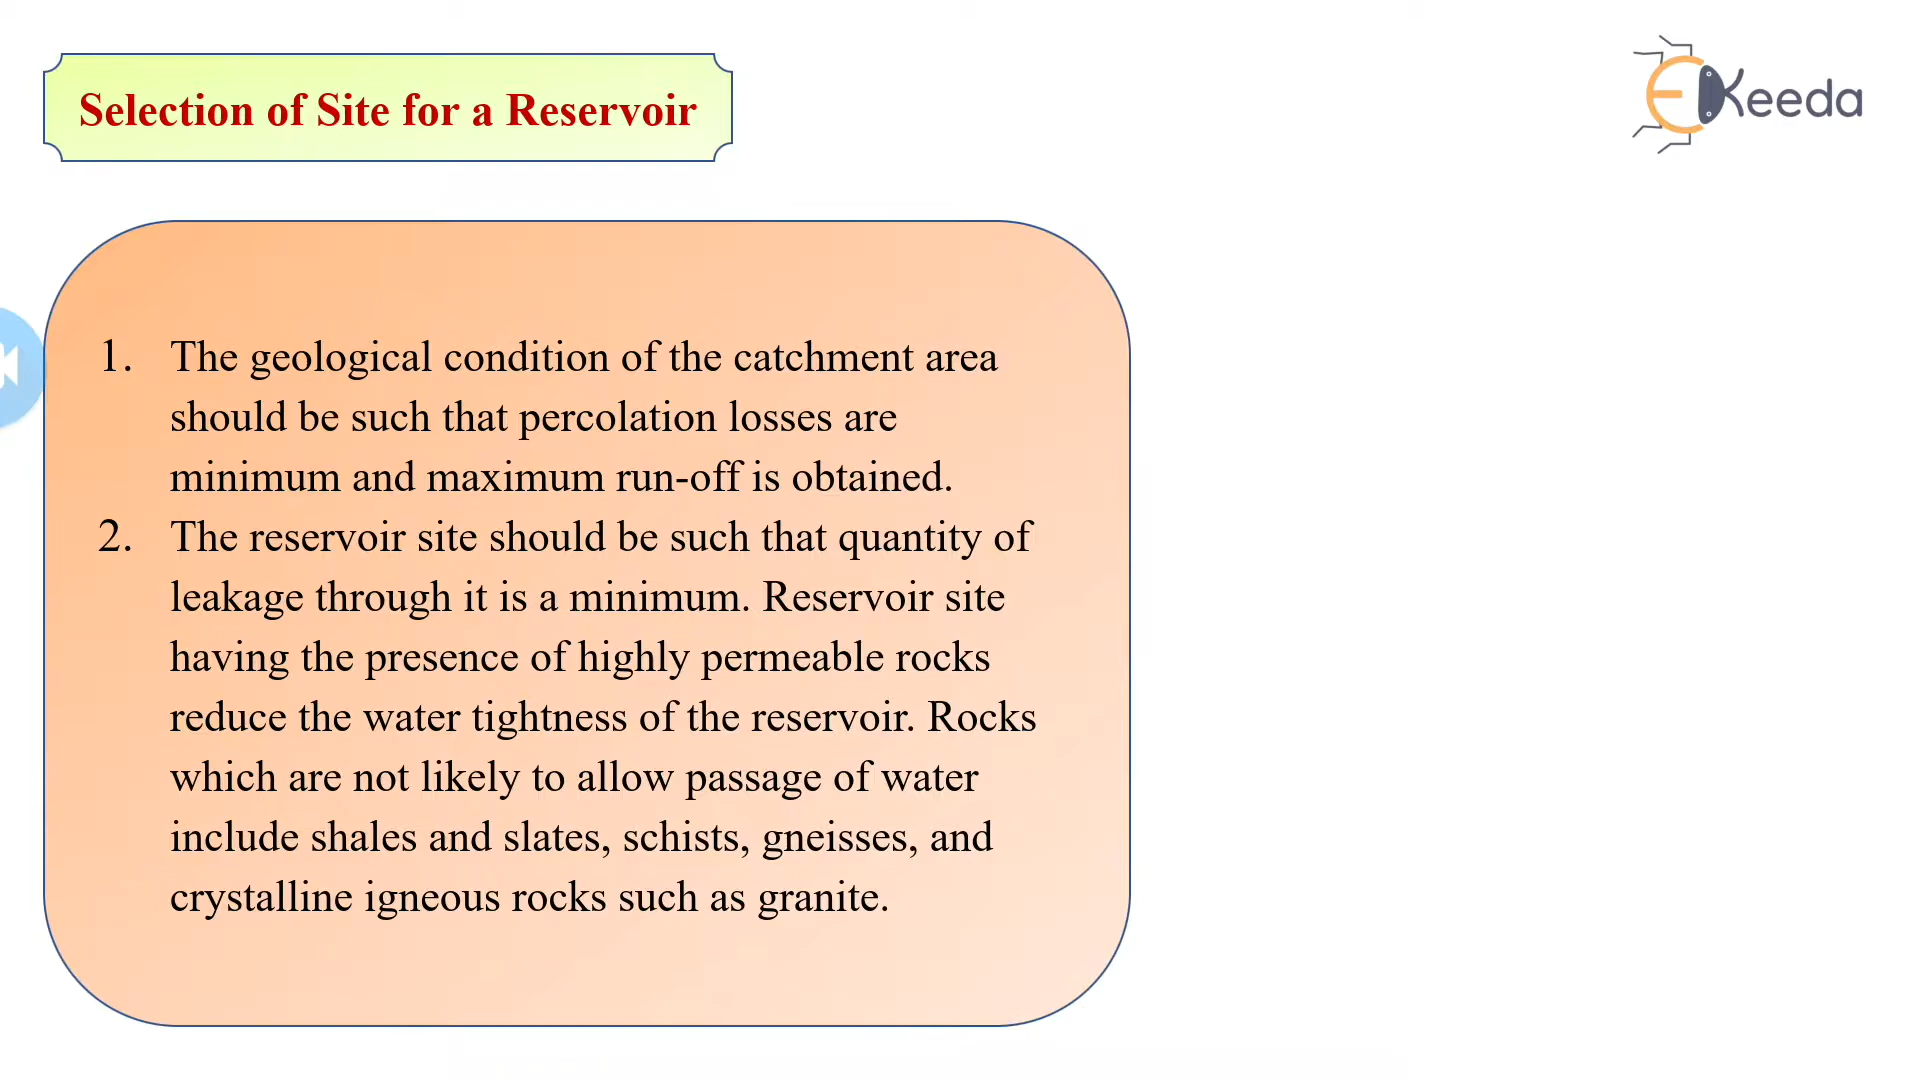 Selection of Site for a Reservoir
EKeeda
1. The geological condition of the catchment area
should be such that percolation losses are
minimum and maximum run-off is obtained.
2. The reservoir site should be such that quantity of
leakage through it is a minimum. Reservoir site
having the presence of highly permeable rocks
reduce the water tightness of the reservoir. Rocks
which are not likely to allow passage of water
include shales and slates, schists, gneisses, and
crystalline igneous rocks such as granite.